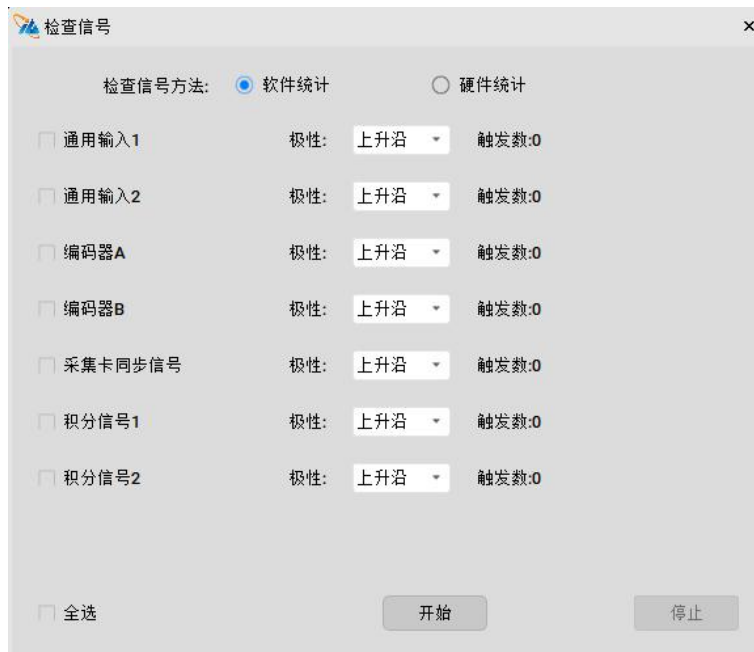 检查信号
检查信号方法: 软件统计 硬件统计
通用输入1 极性: 上升沿 触发数:0
通用输入2 极性: 上升沿 触发数:0
编码器A 极性: 上升沿 触发数:0
编码器B 极性: 上升沿 触发数:0
采集卡同步信号 极性: 上升沿 触发数:0
积分信号1 极性: 上升沿 触发数:0
积分信号2 极性: 上升沿 触发数:0
全选 开始 停止